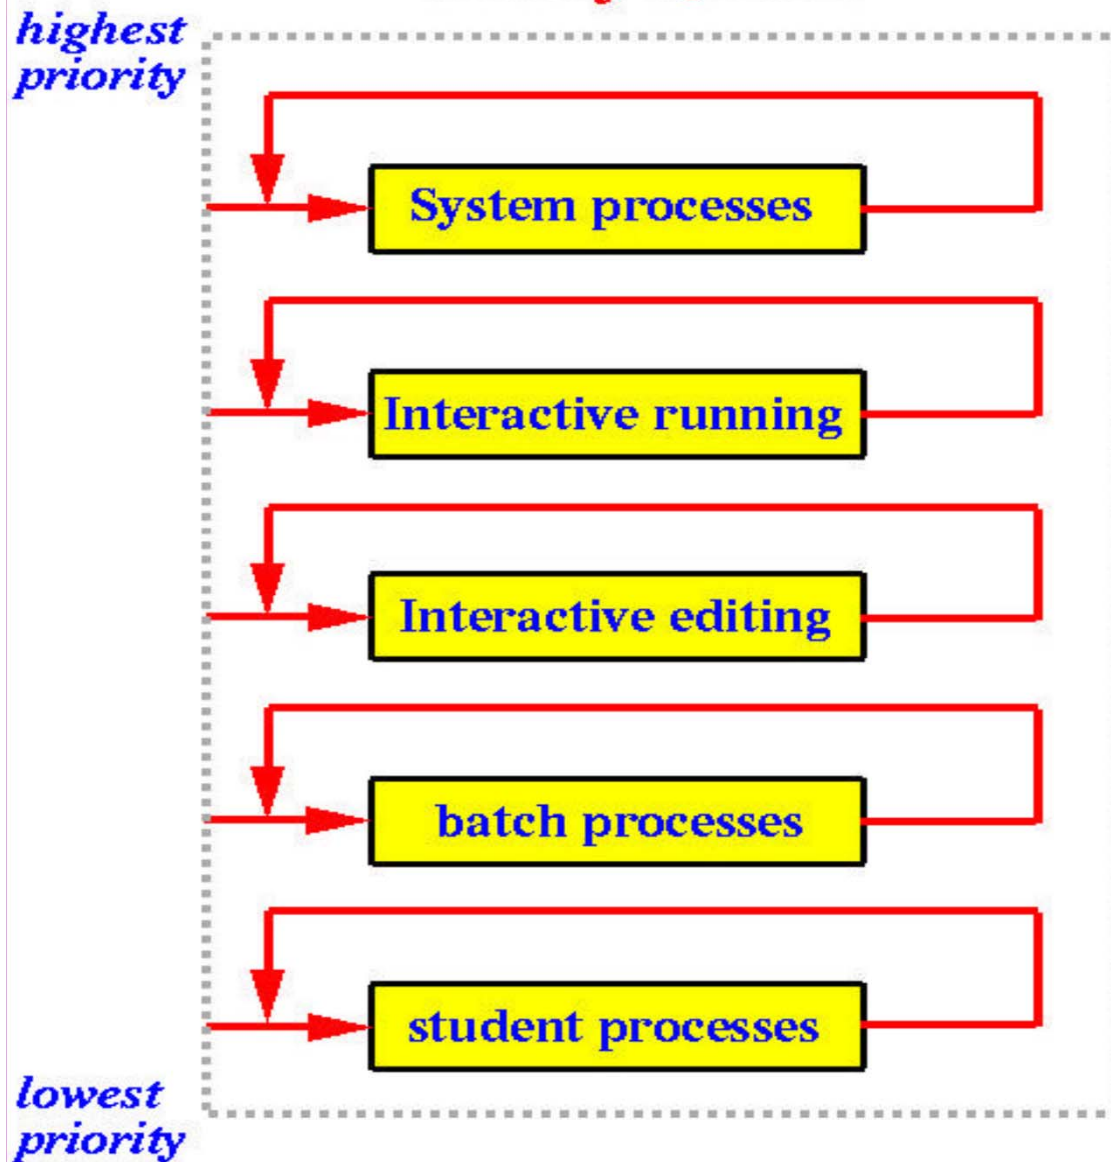 highest
priority
System processes
Interactive running
Interactive editing
batch processes
student processes
lowest
priority